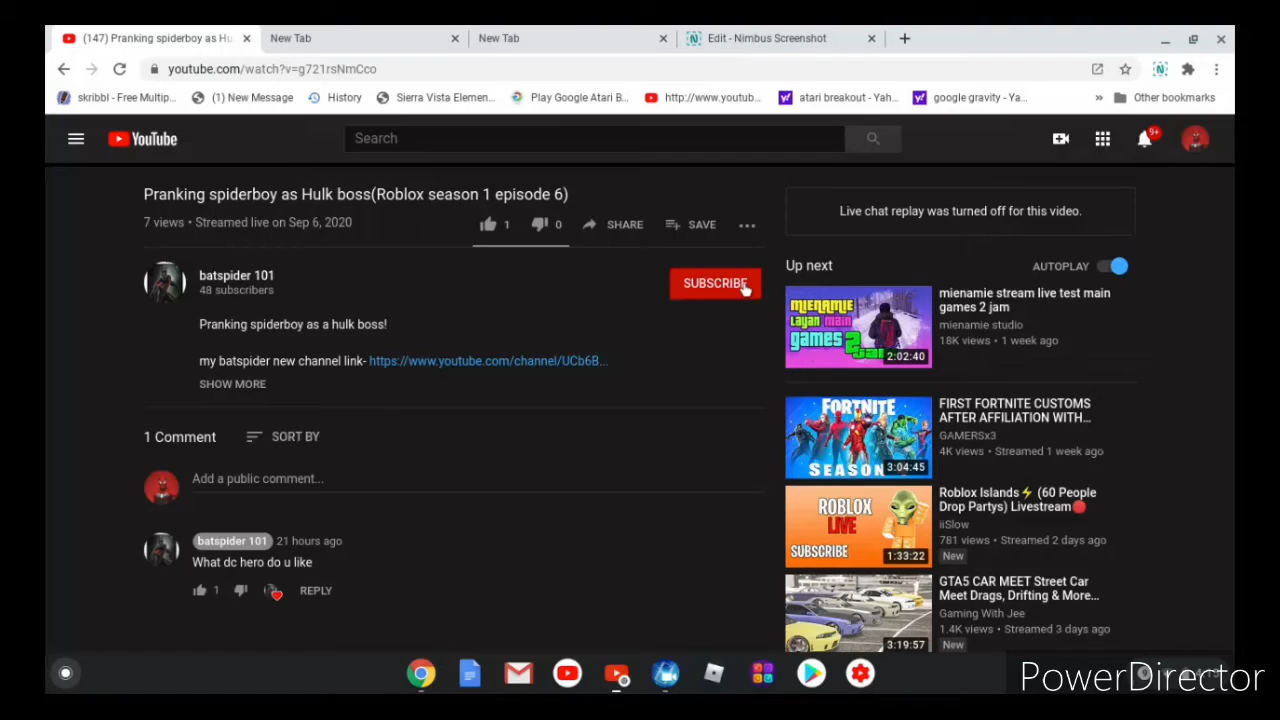 (147) Pranking spiderboy as Hu
New Tab
New Tab
Edit - Nimbus Screenshot
youtube.com/watch?v=g721rsNmCco
skribbl - Free Multip...
(1) New Message
History
Sierra Vista Elemen...
Play Google Atari B...
http://www.youtub...
atari breakout - Yah...
google gravity - Ya...
»
Other bookmarks
YouTube
Search
9+
Pranking spiderboy as Hulk boss(Roblox season 1 episode 6)
7 views • Streamed live on Sep 6, 2020
1
0
SHARE
SAVE
batspider 101
48 subscribers
SUBSCRIBE
Pranking spiderboy as a hulk boss!
my batspider new channel link- https://www.youtube.com/channel/UCb6B...
SHOW MORE
1 Comment
SORT BY
Add a public comment...
batspider 101 21 hours ago
What dc hero do u like
1
REPLY
Live chat replay was turned off for this video.
Up next
AUTOPLAY
MIENAMIE
LAYAN MAIN
games 2
2:02:40
mienamie stream live test main
games 2 jam
mienamie studio
18K views • 1 week ago
FORTNITE
SEASON
3:04:45
FIRST FORTNITE CUSTOMS
AFTER AFFILIATION WITH...
GAMERSx3
4K views • Streamed 1 week ago
ROBLOX
LIVE
SUBSCRIBE
1:33:22
Roblox Islands⚡ (60 People
Drop Partys) Livestream🔴
iiSlow
781 views • Streamed 2 days ago
New
3:19:57
GTA5 CAR MEET Street Car
Meet Drags, Drifting & More...
Gaming With Jee
1.4K views • Streamed 3 days ago
New
PowerDirector